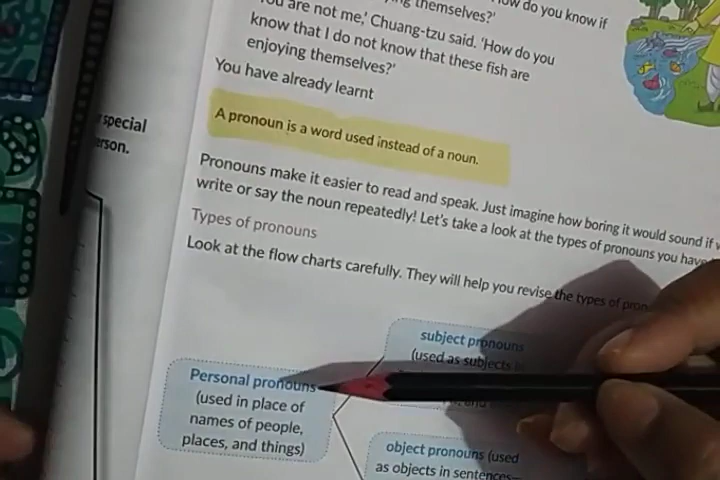 How do you know if
themselves?'
You are not me,' Chuang-tzu said. 'How do you
know that I do not know that these fish are
enjoying themselves?'
You have already learnt
special
A pronoun is a word used instead of a noun.
Pronouns make it easier to read and speak. Just imagine how boring it would sound if
write or say the noun repeatedly! Let's take a look at the types of pronouns you have
Types of pronouns
Look at the flow charts carefully. They will help you revise the types of
subject pronouns
(used as subjects
Personal pronouns
(used in place of
names of people,
places, and things)
object pronouns (used
as objects in sentences